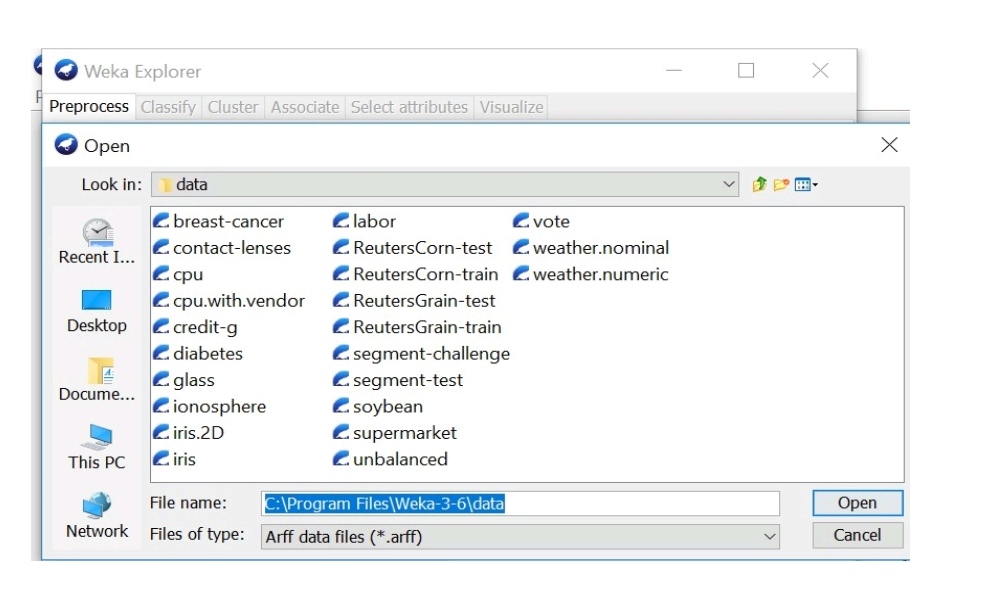 Weka Explorer
Preprocess Classify Cluster Associate Select attributes Visualize
Open
Look in: data
breast-cancer labor vote
contact-lenses ReutersCorn-test weather.nominal
cpu ReutersCorn-train weather.numeric
cpu.with.vendor ReutersGrain-test
credit-g ReutersGrain-train
diabetes segment-challenge
glass segment-test
ionosphere soybean
iris.2D supermarket
iris unbalanced
Recent I...
Desktop
Docume...
This PC
Network
File name: C:\Program Files\Weka-3-6\data Open
Files of type: Arff data files (*.arff) Cancel